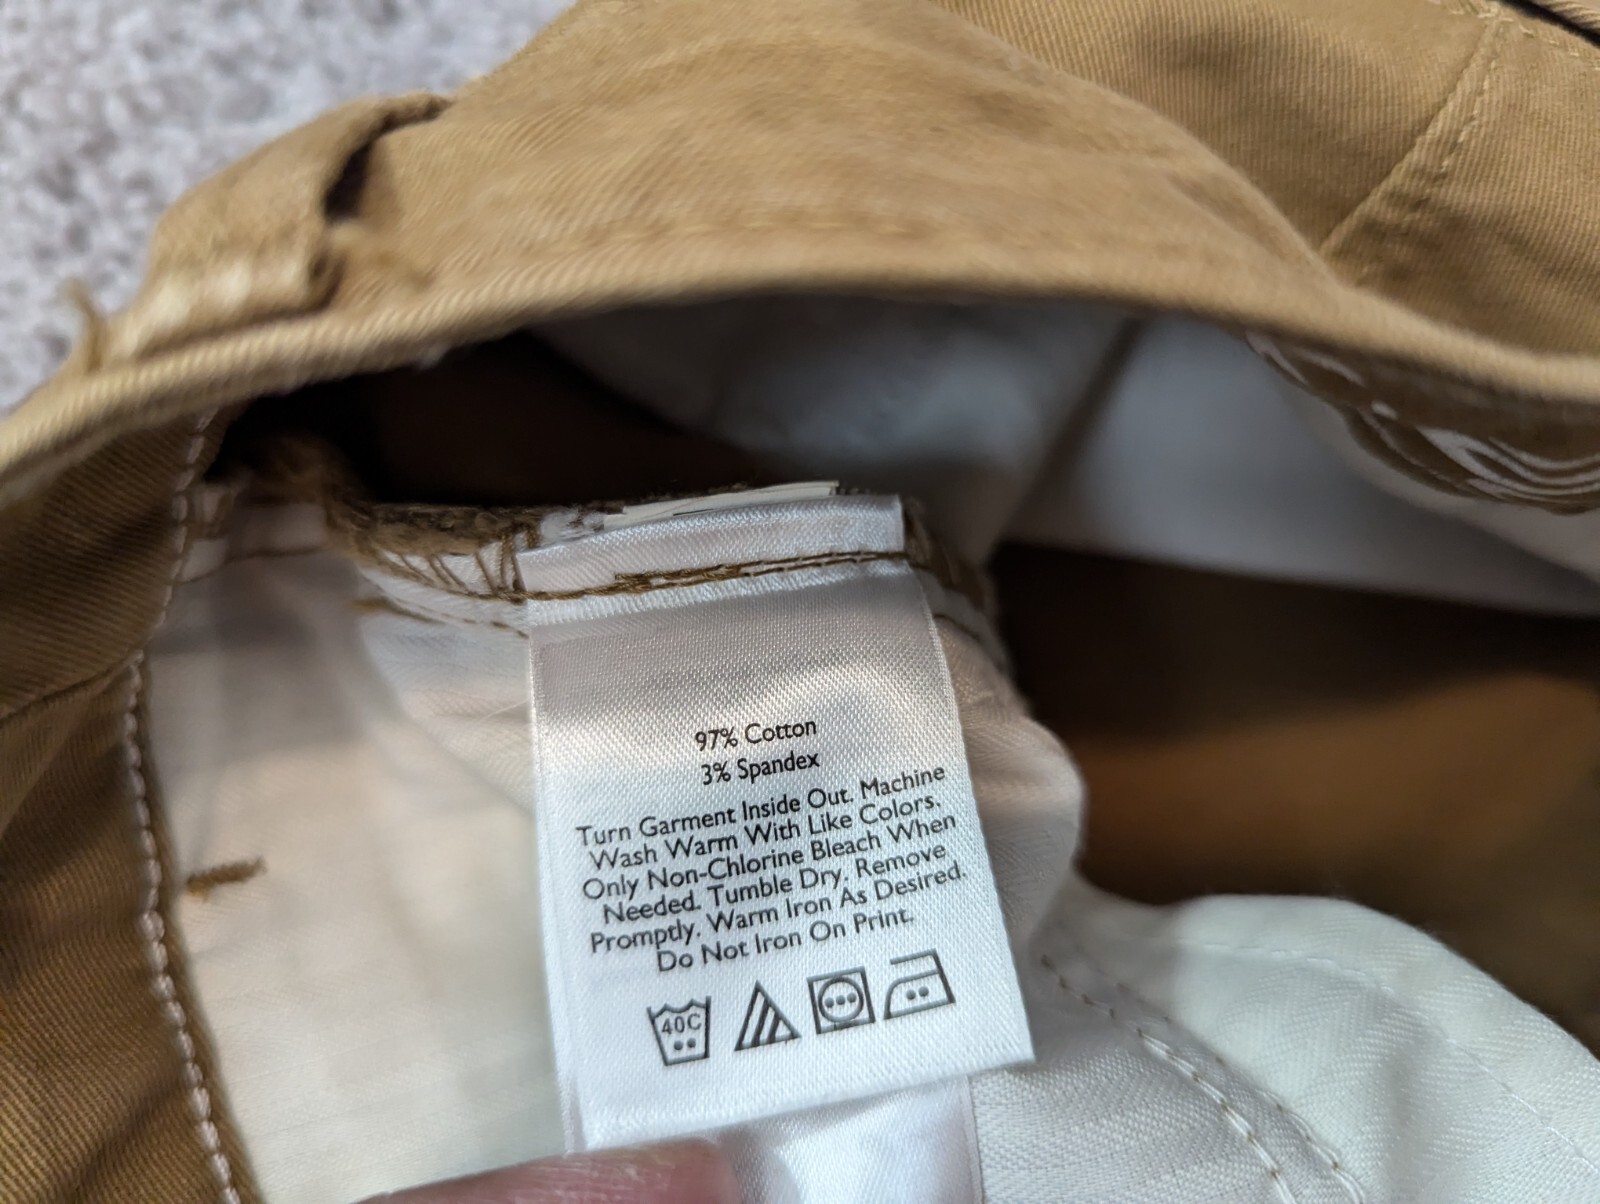 97% Cotton
3% Spandex
Turn Garment Inside Out. Machine
Wash Warm With Like Colors.
Only Non-Chlorine Bleach When
Needed. Tumble Dry. Remove
Promptly. Warm Iron As Desired.
Do Not Iron On Print.
40C